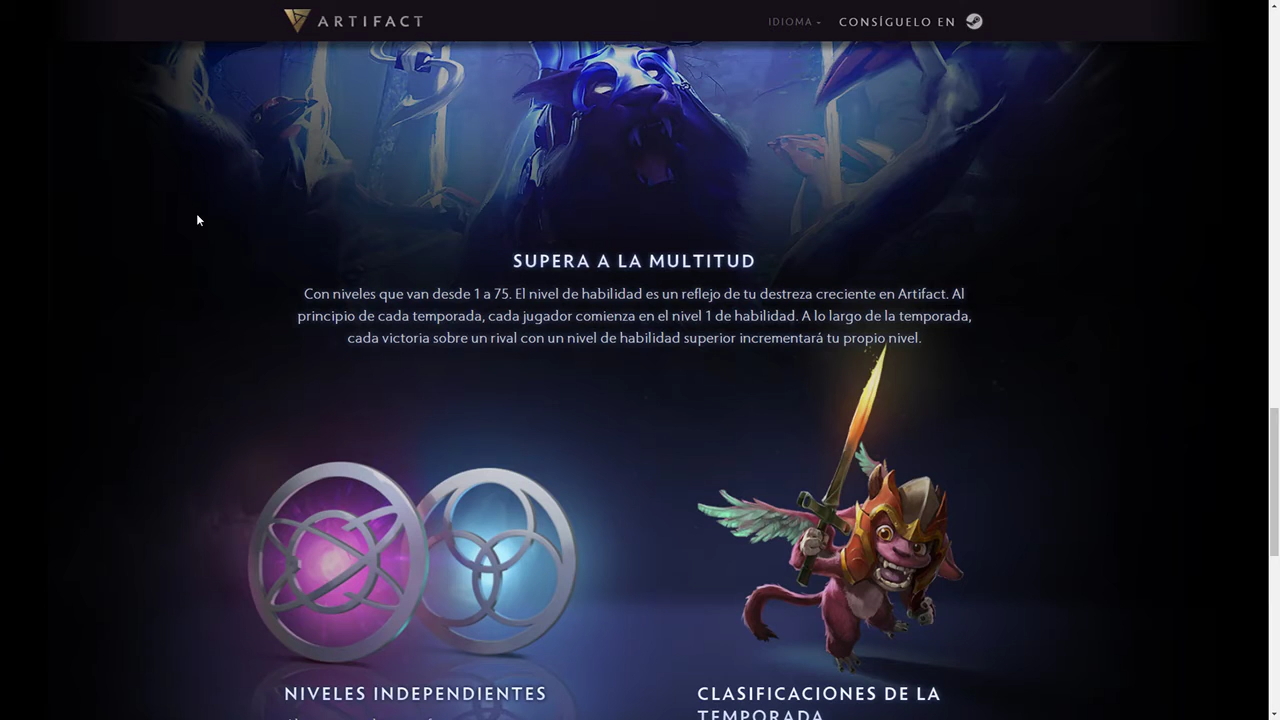 ARTIFACT
IDIOMA
CONSÍGUELO EN
SUPERA A LA MULTITUD
Con niveles que van desde 1 a 75. El nivel de habilidad es un reflejo de tu destreza creciente en Artifact. Al
principio de cada temporada, cada jugador comienza en el nivel 1 de habilidad. A lo largo de la temporada,
cada victoria sobre un rival con un nivel de habilidad superior incrementará tu propio nivel.
NIVELES INDEPENDIENTES
CLASIFICACIONES DE LA
TEMPORADA